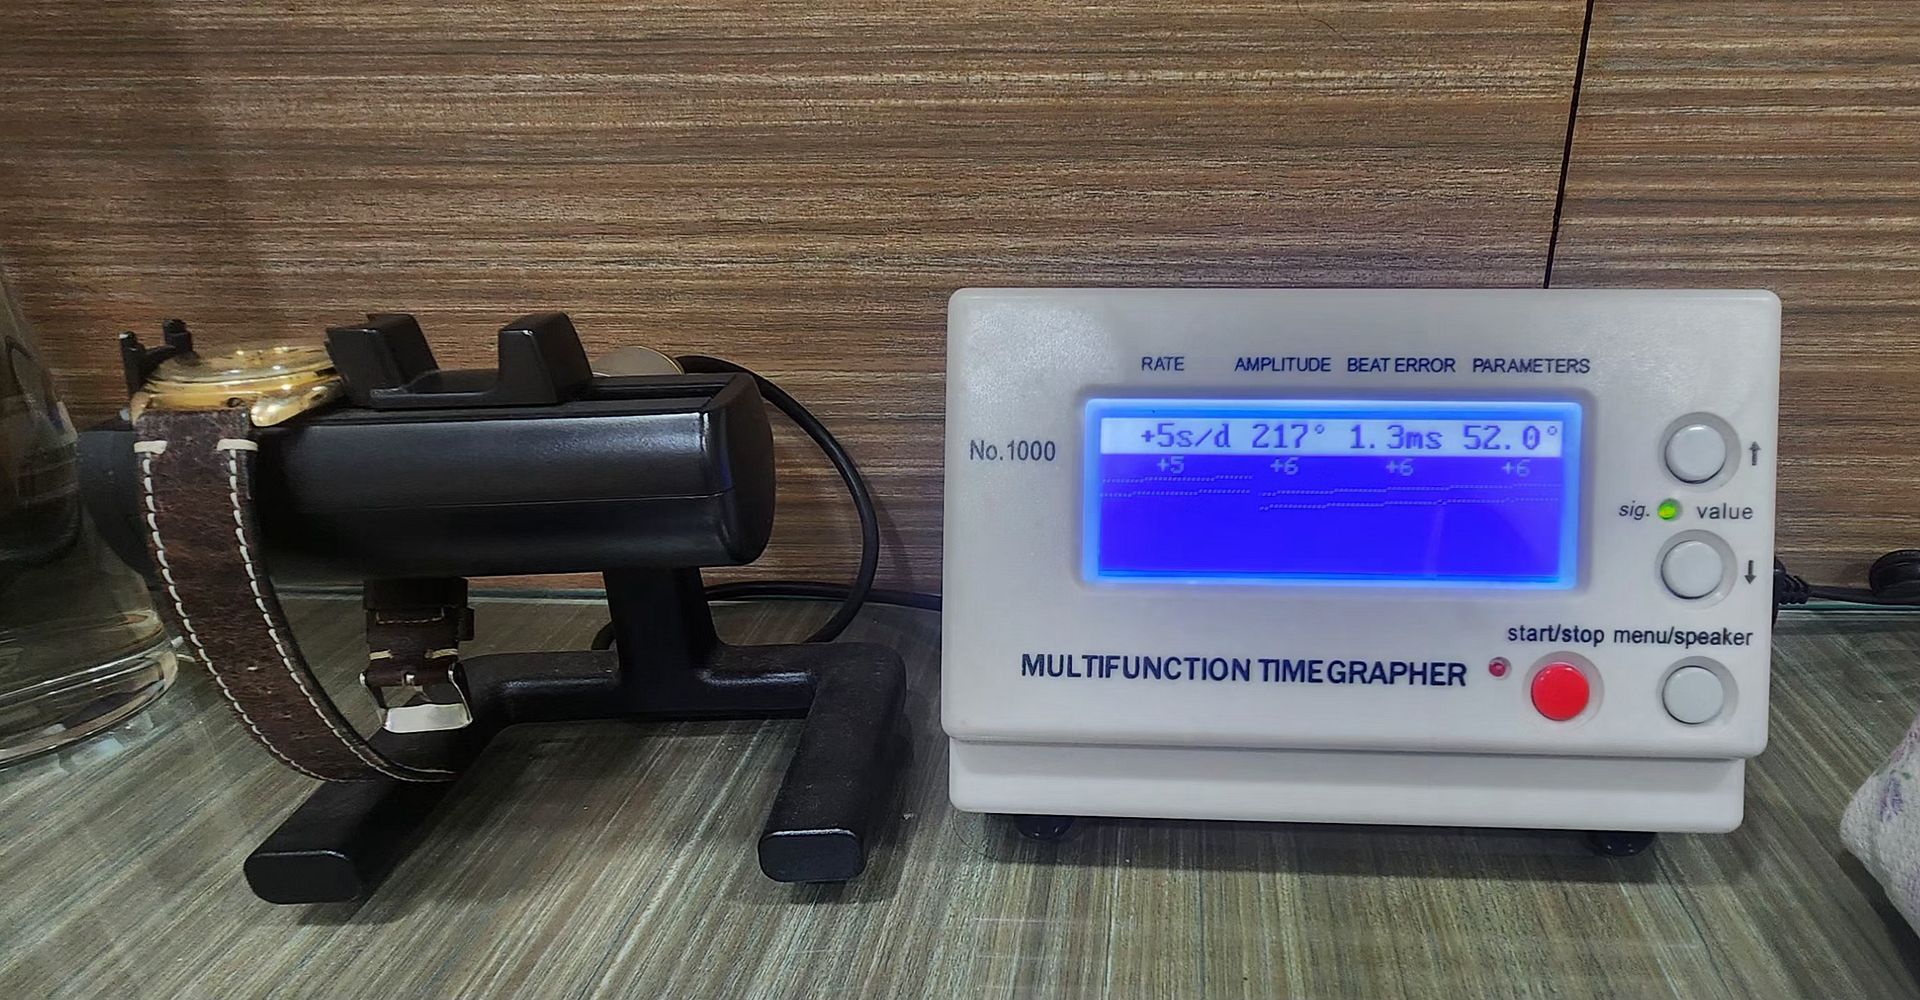 RATE AMPLITUDE BEAT ERROR PARAMETERS
+5s/d 217° 1.3ms 52.0°
+5 +6 +6 +6
No.1000
↑
sig. value
↓
start/stop menu/speaker
MULTIFUNCTION TIMEGRAPHER